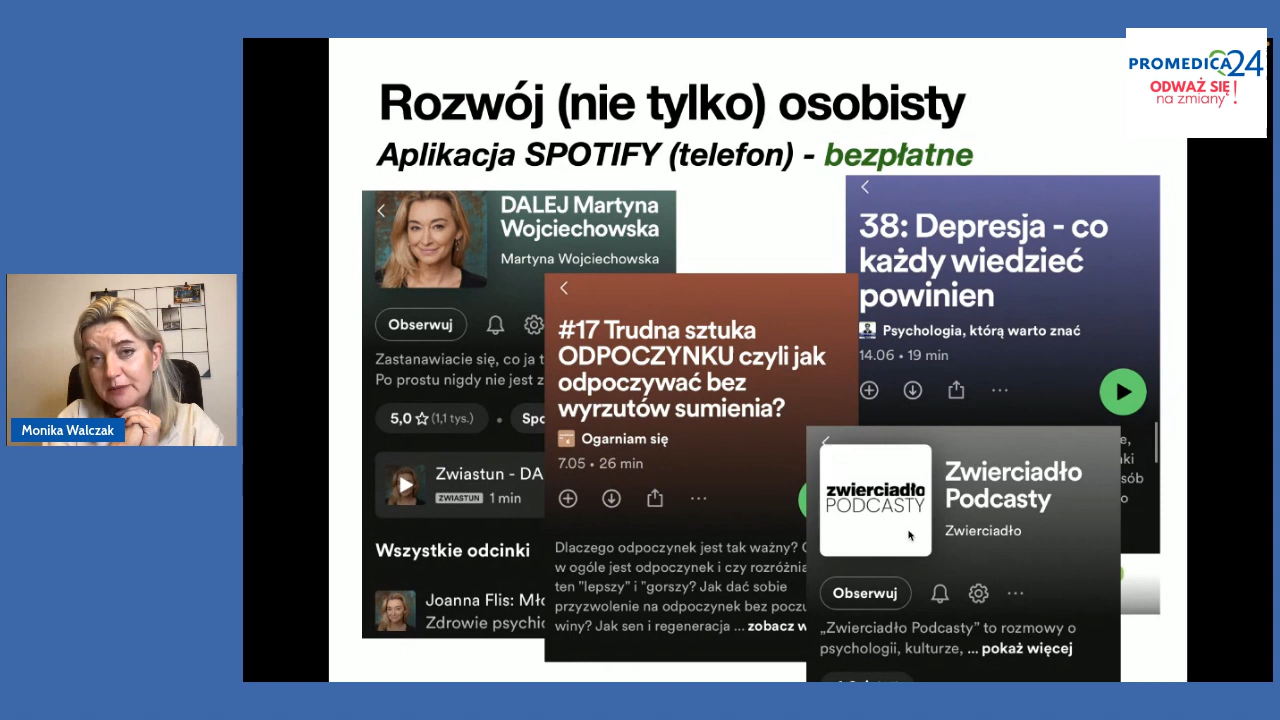 PROMEDICA24
ODWAŻ SIĘ!
na zmiany
Rozwój (nie tylko) osobisty
Aplikacja SPOTIFY (telefon) - bezpłatne
DALEJ Martyna
Wojciechowska
Martyna Wojciechowska
Obserwuj
Zastanawiacie się, co ja t
Po prostu nigdy nie jest z
5,0 (1,1 tys.) • Spo
Zwiastun - DA
ZWIASTUN 1 min
Wszystkie odcinki
Joanna Flis: Mło
Zdrowie psychic
#17 Trudna sztuka
ODPOCZYNKU czyli jak
odpoczywać bez
wyrzutów sumienia?
Ogarniam się
7.05 • 26 min
Dlaczego odpoczynek jest tak ważny?
w ogóle jest odpoczynek i czy rozróżnia
ten "lepszy" i "gorszy? Jak dać sobie
przyzwolenie na odpoczynek bez poczu
winy? Jak sen i regeneracja ... zobacz w
38: Depresja - co
każdy wiedzieć
powinien
Psychologia, którą warto znać
14.06 • 19 min
zwierciadło
PODCASTY
Zwierciadło
Podcasty
Zwierciadło
Obserwuj
„Zwierciadło Podcasty” to rozmowy o
psychologii, kulturze, ... pokaż więcej
Monika Walczak